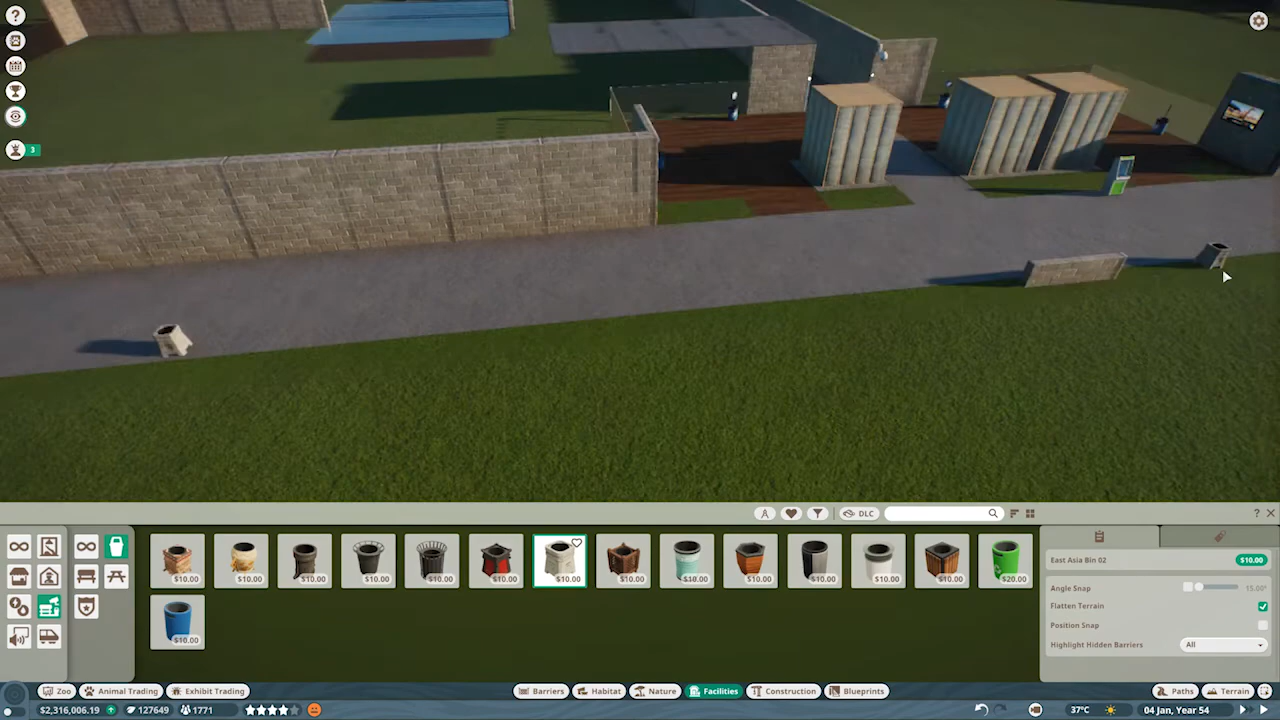 ?
3
DLC
? ×
$10.00 $10.00 $10.00 $10.00 $10.00 $10.00 $10.00 $10.00 $10.00 $10.00 $10.00 $10.00 $10.00 $20.00
$10.00
East Asia Bin 02 $10.00
Angle Snap 15.00°
Flatten Terrain
Position Snap
Highlight Hidden Barriers All
Zoo Animal Trading Exhibit Trading Barriers Habitat Nature Facilities Construction Blueprints Paths Terrain
$2,316,006.19 127649 1771 37°C 04 Jan, Year 54